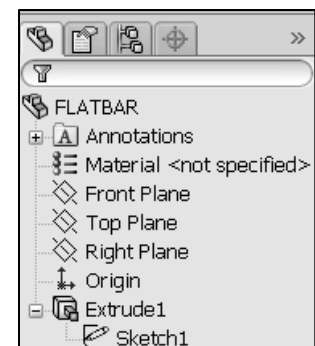 FLATBAR
A Annotations
Material <not specified>
Front Plane
Top Plane
Right Plane
Origin
Extrude1
Sketch1